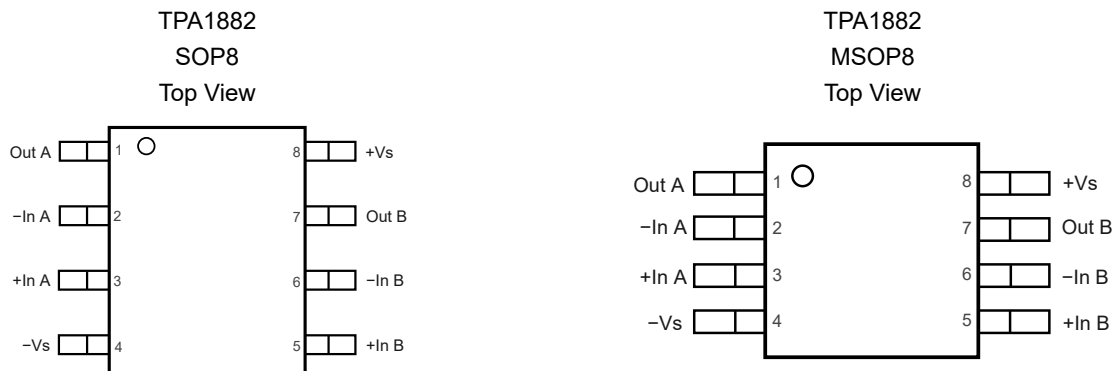 TPA1882
SOP8
Top View
Out A 1 8 +Vs
−In A 2 7 Out B
+In A 3 6 −In B
−Vs 4 5 +In B
TPA1882
MSOP8
Top View
Out A 1 8 +Vs
−In A 2 7 Out B
+In A 3 6 −In B
−Vs 4 5 +In B